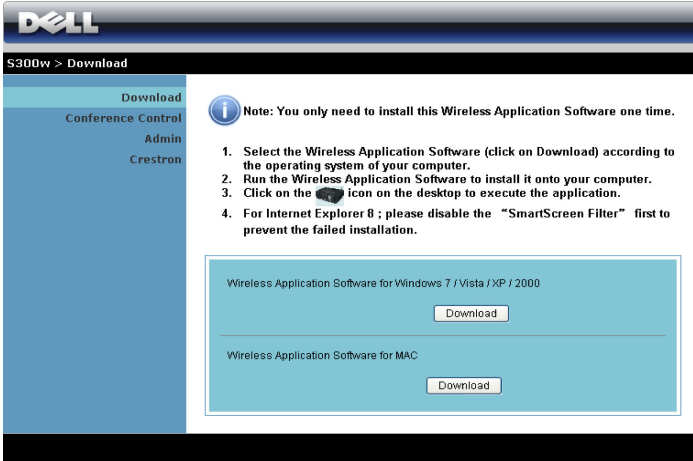 DELL
S300w > Download
Download
Conference Control
Admin
Crestron
Note: You only need to install this Wireless Application Software one time.
1. Select the Wireless Application Software (click on Download) according to
the operating system of your computer.
2. Run the Wireless Application Software to install it onto your computer.
3. Click on the icon on the desktop to execute the application.
4. For Internet Explorer 8 ; please disable the “SmartScreen Filter” first to
prevent the failed installation.
Wireless Application Software for Windows 7 / Vista / XP / 2000
Download
Wireless Application Software for MAC
Download